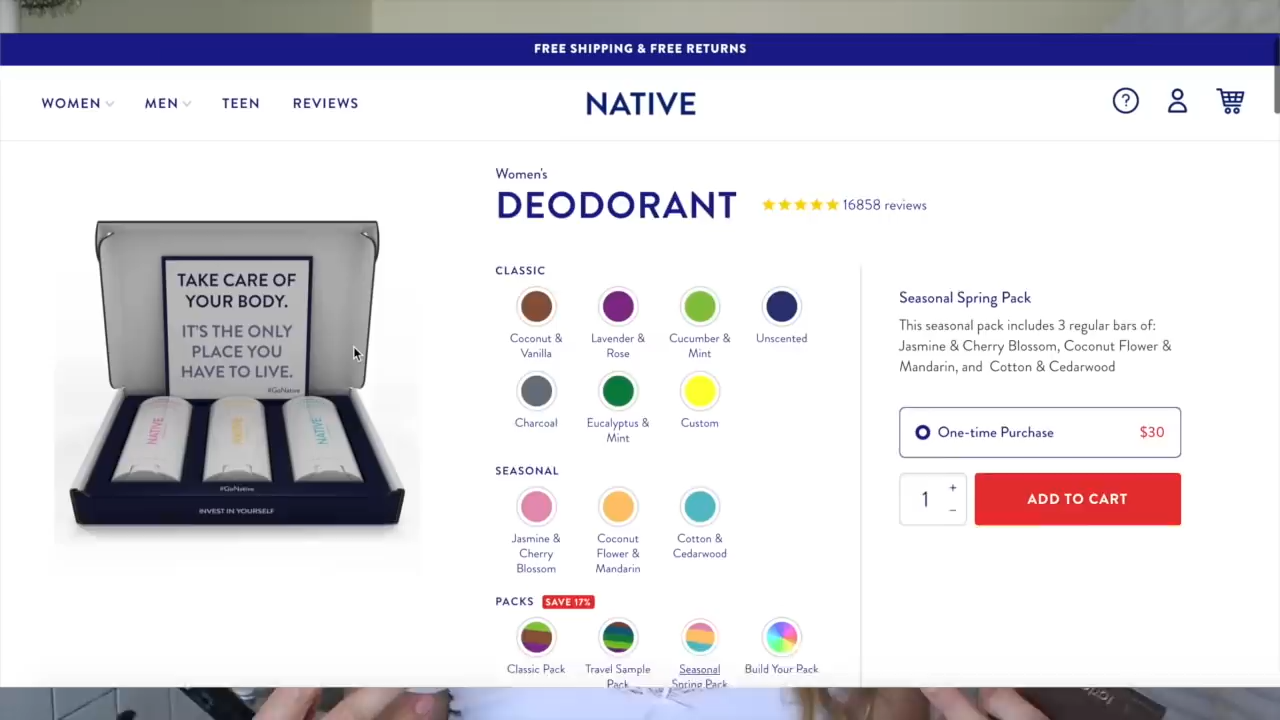 FREE SHIPPING & FREE RETURNS
WOMEN
MEN
TEEN
REVIEWS
NATIVE
?
Women's
DEODORANT
16858 reviews
TAKE CARE OF
YOUR BODY.
IT'S THE ONLY
PLACE YOU
HAVE TO LIVE.
#GoNative
NATIVE
NATIVE
NATIVE
#GoNative
INVEST IN YOURSELF
CLASSIC
Coconut &
Vanilla
Lavender &
Rose
Cucumber &
Mint
Unscented
Charcoal
Eucalyptus &
Mint
Custom
SEASONAL
Jasmine &
Cherry
Blossom
Coconut
Flower &
Mandarin
Cotton &
Cedarwood
PACKS SAVE 17%
Classic Pack
Travel Sample
Pack
Seasonal
Spring Pack
Build Your Pack
Seasonal Spring Pack
This seasonal pack includes 3 regular bars of:
Jasmine & Cherry Blossom, Coconut Flower &
Mandarin, and Cotton & Cedarwood
One-time Purchase $30
1
+
−
ADD TO CART